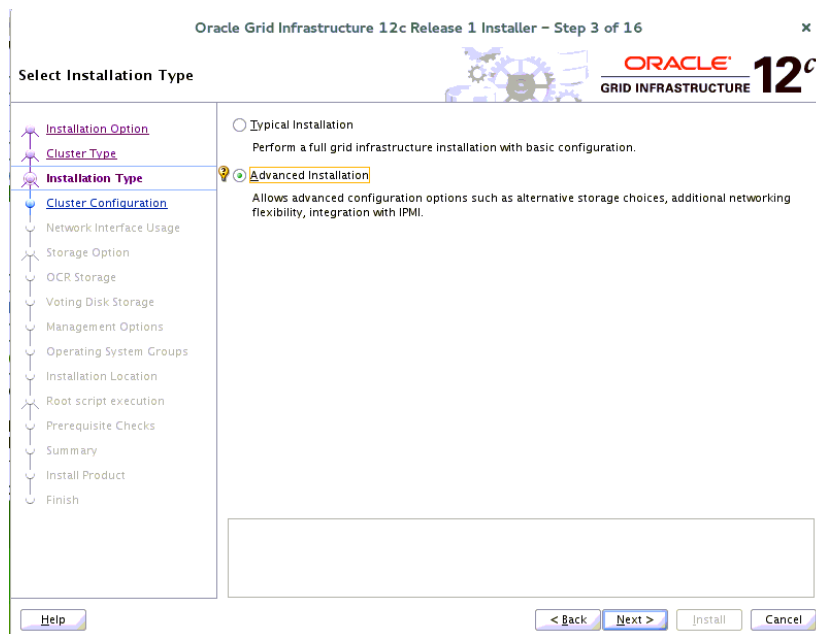 Oracle Grid Infrastructure 12c Release 1 Installer – Step 3 of 16
Select Installation Type
ORACLE
GRID INFRASTRUCTURE
12c
Installation Option
Cluster Type
Installation Type
Cluster Configuration
Network Interface Usage
Storage Option
OCR Storage
Voting Disk Storage
Management Options
Operating System Groups
Installation Location
Root script execution
Prerequisite Checks
Summary
Install Product
Finish
Typical Installation
Perform a full grid infrastructure installation with basic configuration.
Advanced Installation
Allows advanced configuration options such as alternative storage choices, additional networking
flexibility, integration with IPMI.
Help
< Back
Next >
Install
Cancel